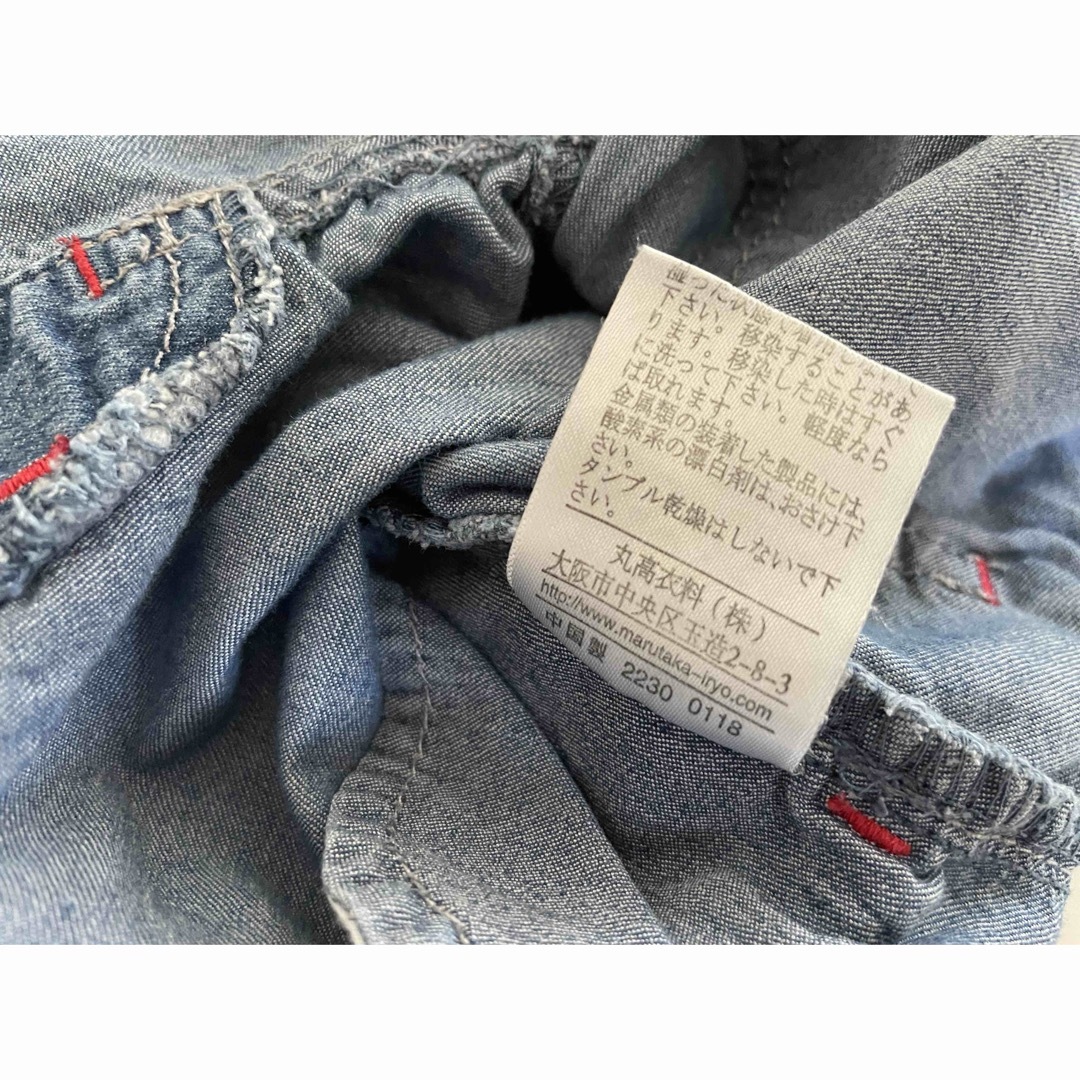 下さい。移染することがあ
ります。移染した時はすぐ
に洗って下さい。軽度なら
ば取れます。
金属類の装着した製品には、
酸素系の漂白剤は、おさけ下
さい。
タンブル乾燥はしないで下
さい。
丸高衣料(株)
大阪市中央区玉造2-8-3
http://www.marutaka-iryo.com
中国製 2230 0118